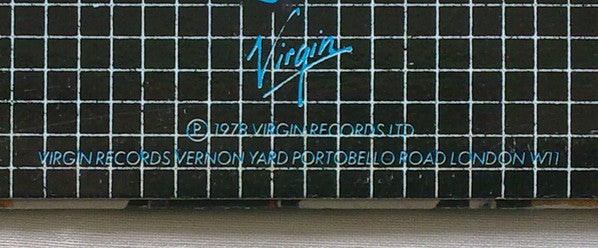 Virgin
Ⓟ 1978 VIRGIN RECORDS LTD
VIRGIN RECORDS VERNON YARD PORTOBELLO ROAD LONDON W11